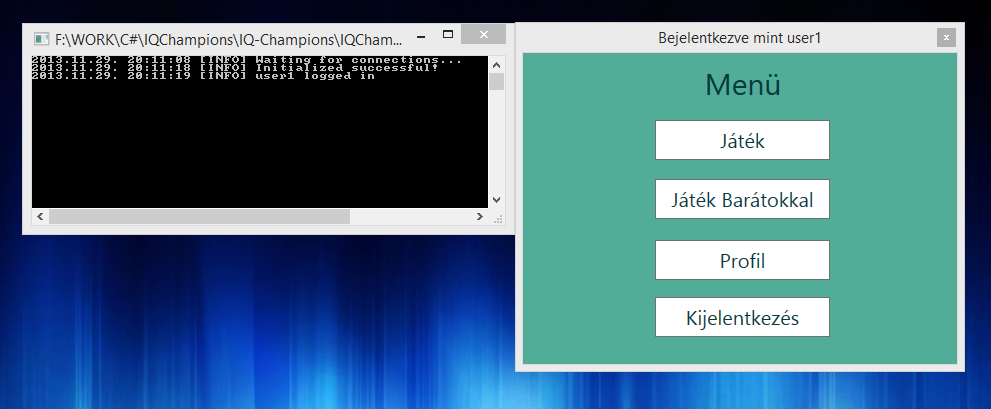 F:\WORK\C#\IQChampions\IQ-Champions\IQCham...
2013.11.29. 20:11:08 [INFO] Waiting for connections...
2013.11.29. 20:11:18 [INFO] Initialized successful!
2013.11.29. 20:11:19 [INFO] user1 logged in
Bejelentkezve mint user1
Menü
Játék
Játék Barátokkal
Profil
Kijelentkezés